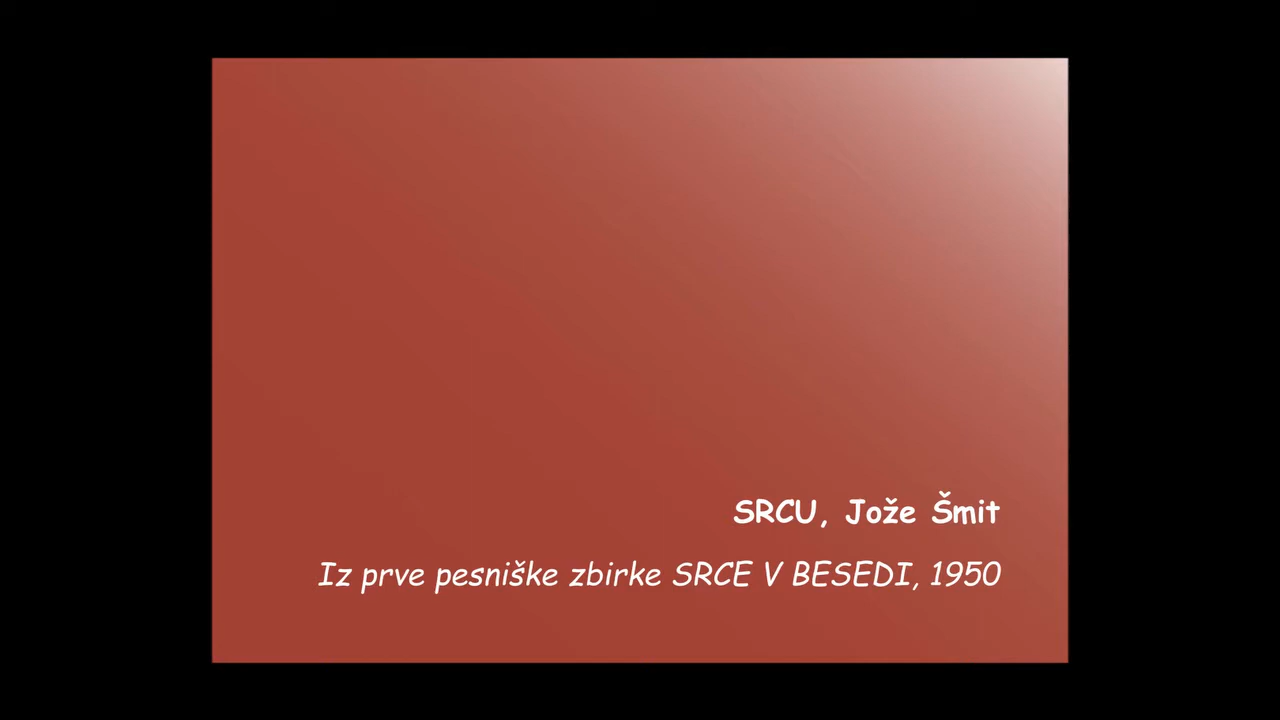 SRCU, Jože Šmit
Iz prve pesniške zbirke SRCE V BESEDI, 1950